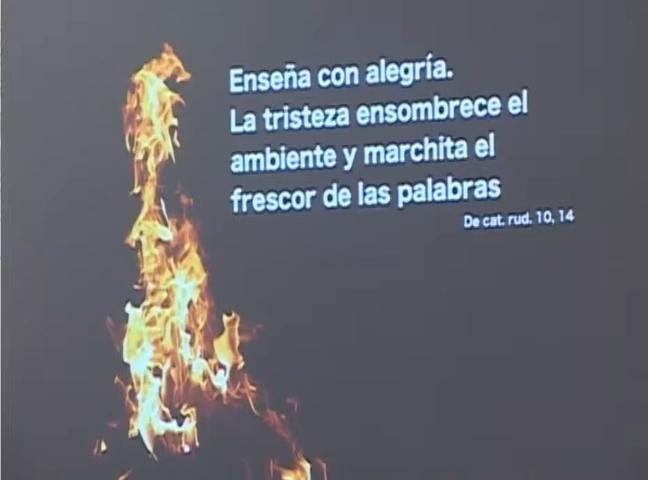 Enseña con alegría.
La tristeza ensombrece el
ambiente y marchita el
frescor de las palabras
De cat. rud. 10, 14